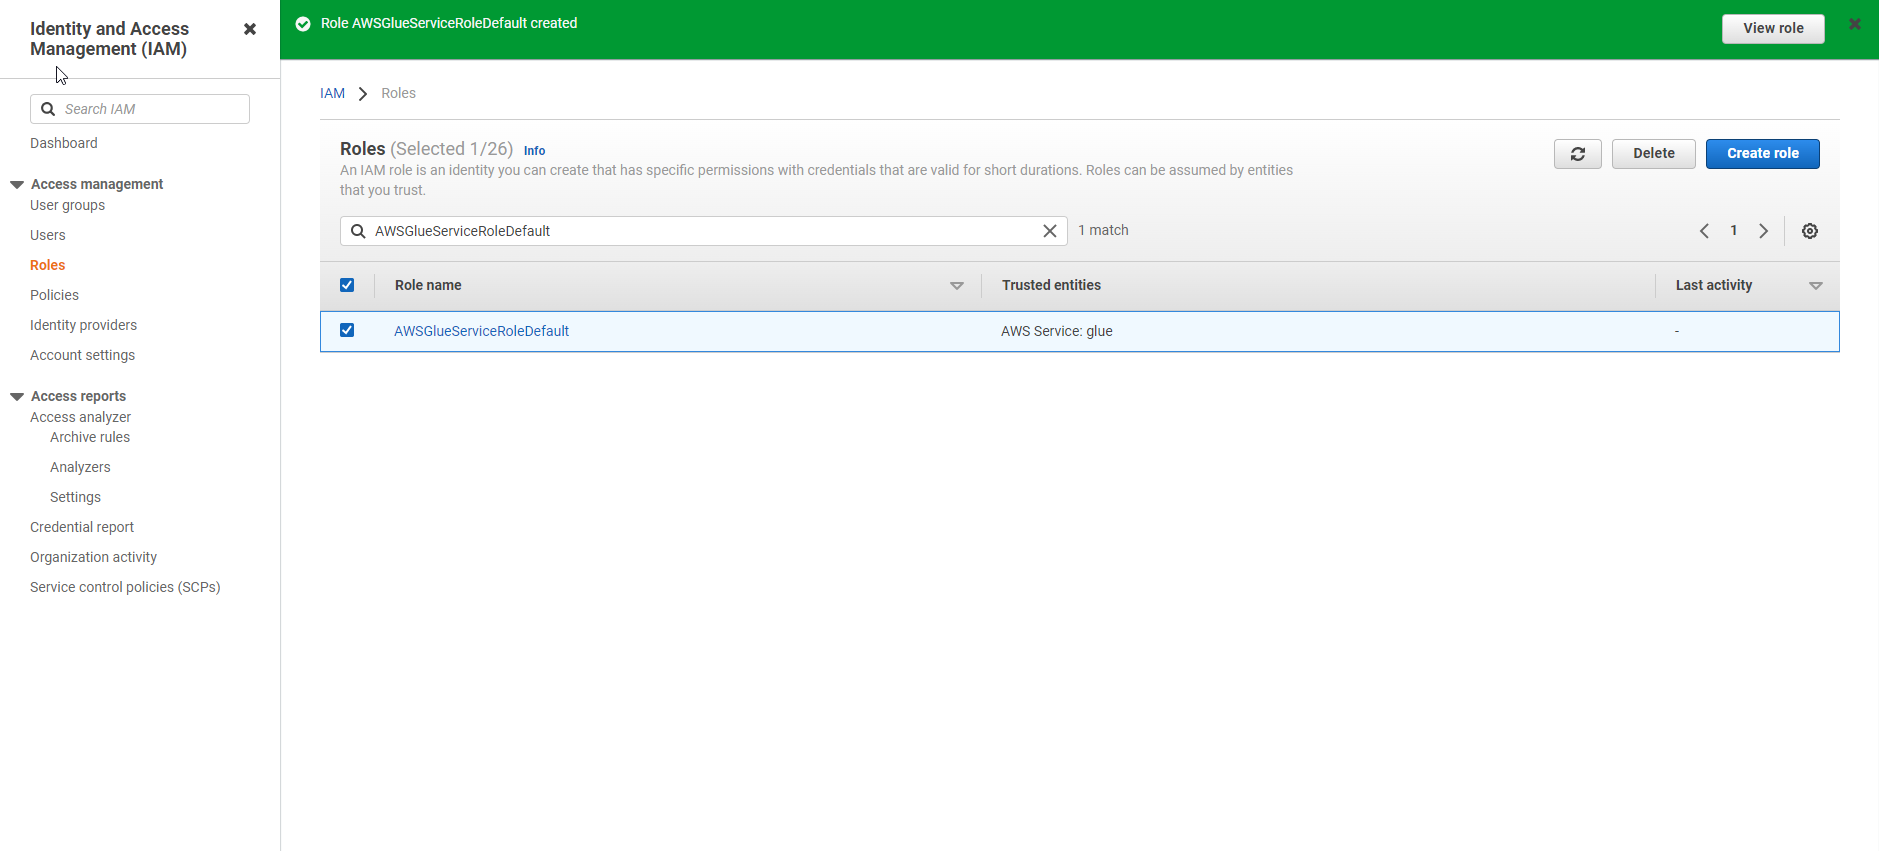 Identity and Access
Management (IAM)
Search IAM
Dashboard
Access management
User groups
Users
Roles
Policies
Identity providers
Account settings
Access reports
Access analyzer
Archive rules
Analyzers
Settings
Credential report
Organization activity
Service control policies (SCPs)
Role AWSGlueServiceRoleDefault created
View role
IAM Roles
Roles (Selected 1/26) Info
An IAM role is an identity you can create that has specific permissions with credentials that are valid for short durations. Roles can be assumed by entities
that you trust.
Delete
Create role
AWSGlueServiceRoleDefault
1 match
1
Role name Trusted entities Last activity
AWSGlueServiceRoleDefault AWS Service: glue -